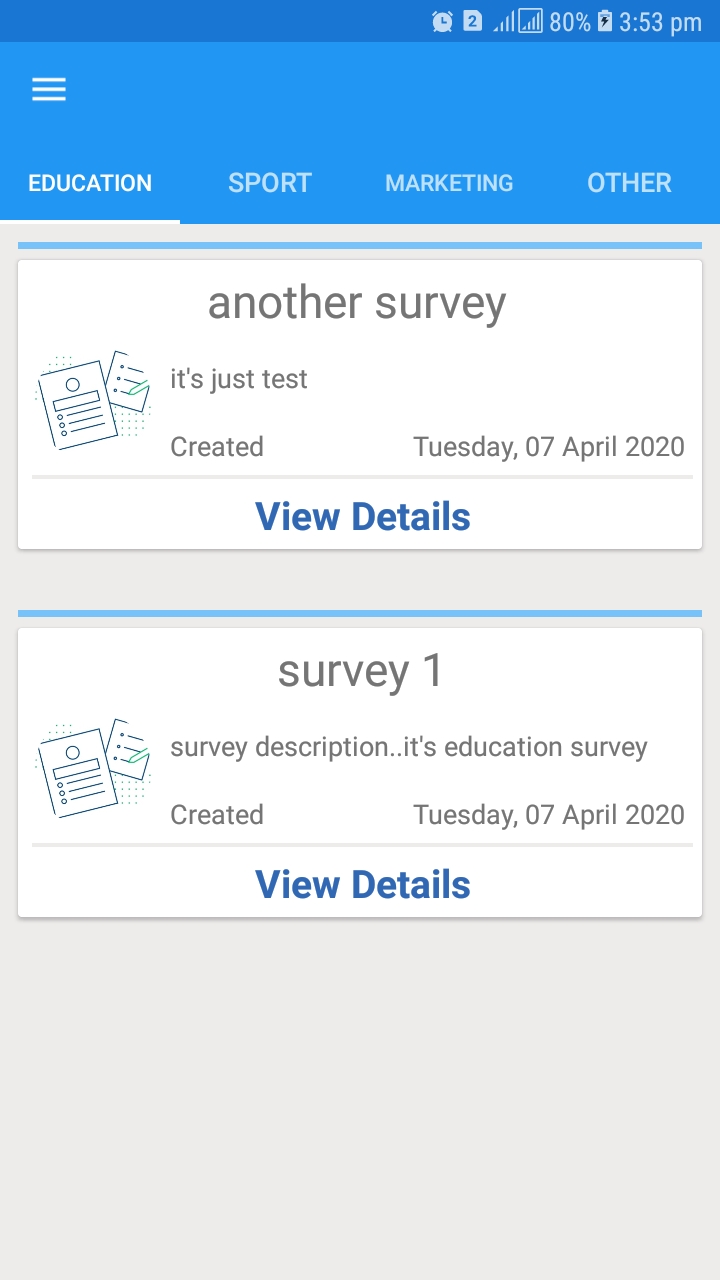 2 80% 3:53 pm
EDUCATION SPORT MARKETING OTHER
another survey
it's just test
Created Tuesday, 07 April 2020
View Details
survey 1
survey description..it's education survey
Created Tuesday, 07 April 2020
View Details